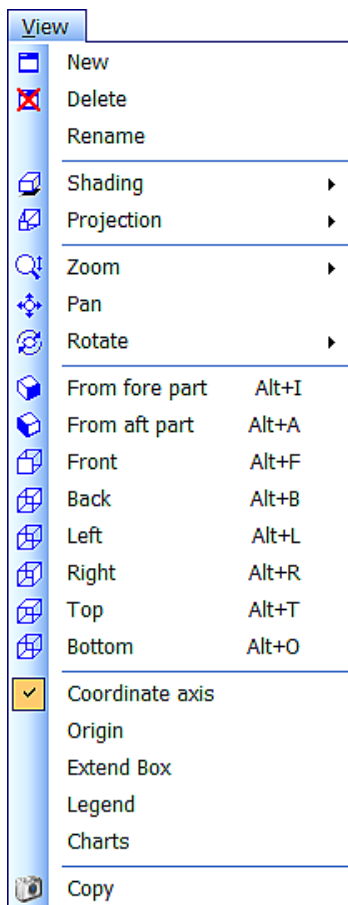 View
New
Delete
Rename
Shading
Projection
Zoom
Pan
Rotate
From fore part Alt+I
From aft part Alt+A
Front Alt+F
Back Alt+B
Left Alt+L
Right Alt+R
Top Alt+T
Bottom Alt+O
Coordinate axis
Origin
Extend Box
Legend
Charts
Copy